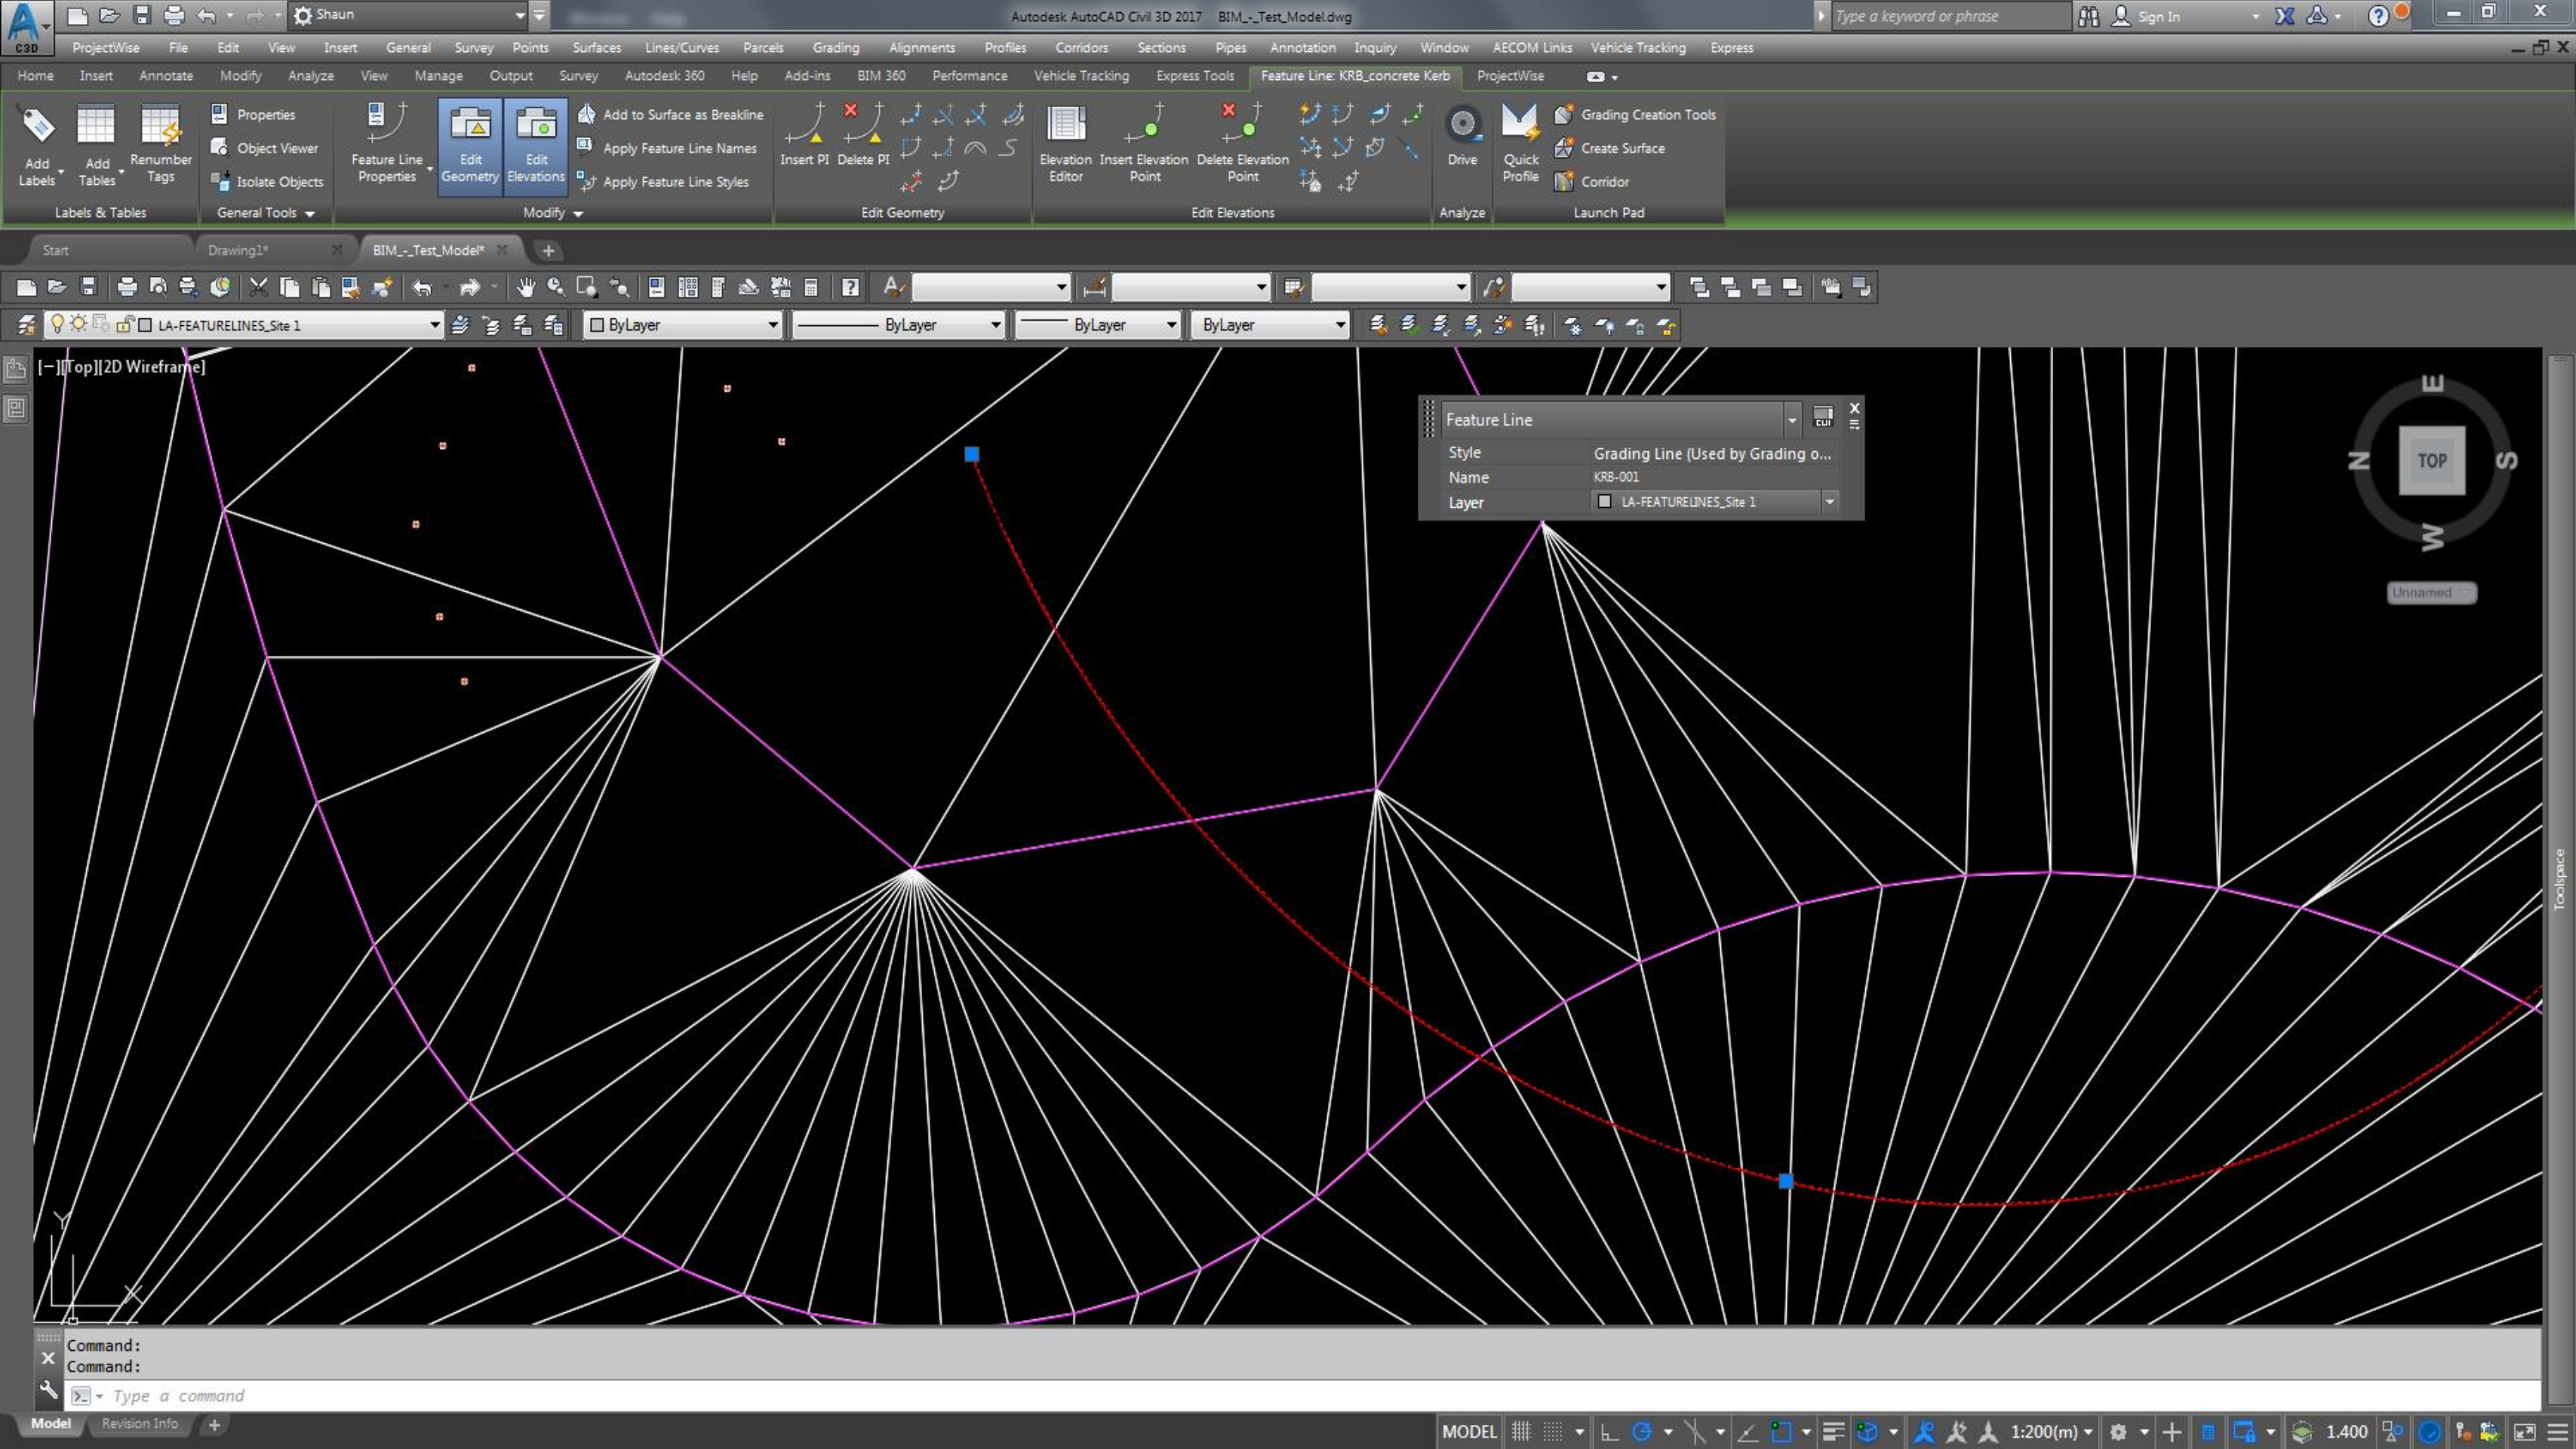 Shaun
Autodesk AutoCAD Civil 3D 2017 BIM_-_Test_Model.dwg
Type a keyword or phrase
Sign In
C3D
ProjectWise File Edit View Insert General Survey Points Surfaces Lines/Curves Parcels Grading Alignments Profiles Corridors Sections Pipes Annotation Inquiry Window AECOM Links Vehicle Tracking Express
Home Insert Annotate Modify Analyze View Manage Output Survey Autodesk 360 Help Add-ins BIM 360 Performance Vehicle Tracking Express Tools Feature Line: KRB_concrete Kerb ProjectWise
Add Labels
Add Tables
Renumber Tags
Labels & Tables
Properties
Object Viewer
Isolate Objects
General Tools
Feature Line Properties
Edit Geometry
Edit Elevations
Add to Surface as Breakline
Apply Feature Line Names
Apply Feature Line Styles
Modify
Insert PI
Delete PI
Edit Geometry
Elevation Editor
Insert Elevation Point
Delete Elevation Point
Edit Elevations
Drive
Analyze
Quick Profile
Grading Creation Tools
Create Surface
Corridor
Launch Pad
Start
Drawing1*
BIM_-_Test_Model*
LA-FEATURELINES_Site 1
ByLayer
ByLayer
ByLayer
ByLayer
[−][Top][2D Wireframe]
Feature Line
CUI
Style Grading Line (Used by Grading o...
Name KRB-001
Layer LA-FEATURELINES_Site 1
E
N
TOP
S
W
Unnamed
Toolspace
Y
X
Command:
Command:
Type a command
Model
Revision Info
MODEL
1:200(m)
1.400